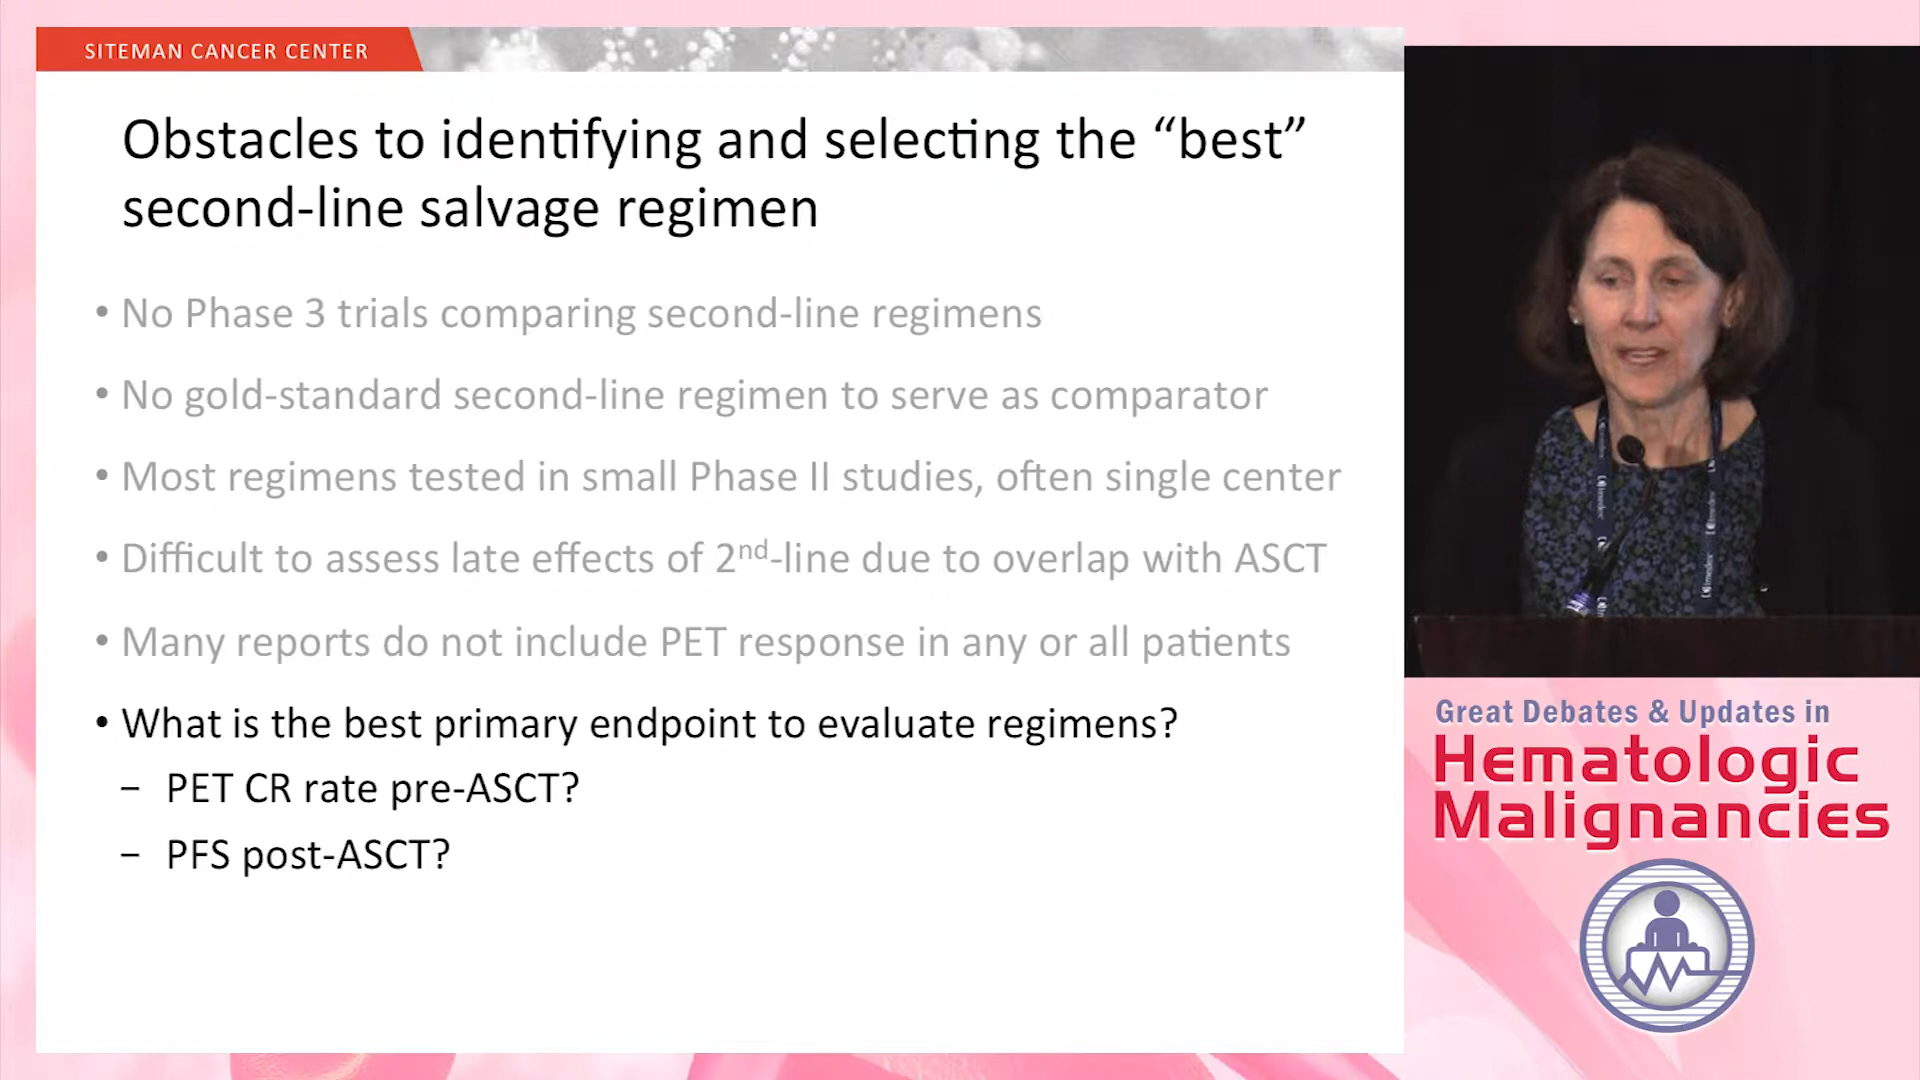 SITEMAN CANCER CENTER
Obstacles to identifying and selecting the “best”
second-line salvage regimen
• No Phase 3 trials comparing second-line regimens
• No gold-standard second-line regimen to serve as comparator
• Most regimens tested in small Phase II studies, often single center
• Difficult to assess late effects of 2nd-line due to overlap with ASCT
• Many reports do not include PET response in any or all patients
• What is the best primary endpoint to evaluate regimens?
– PET CR rate pre-ASCT?
– PFS post-ASCT?
Great Debates & Updates in
Hematologic
Malignancies